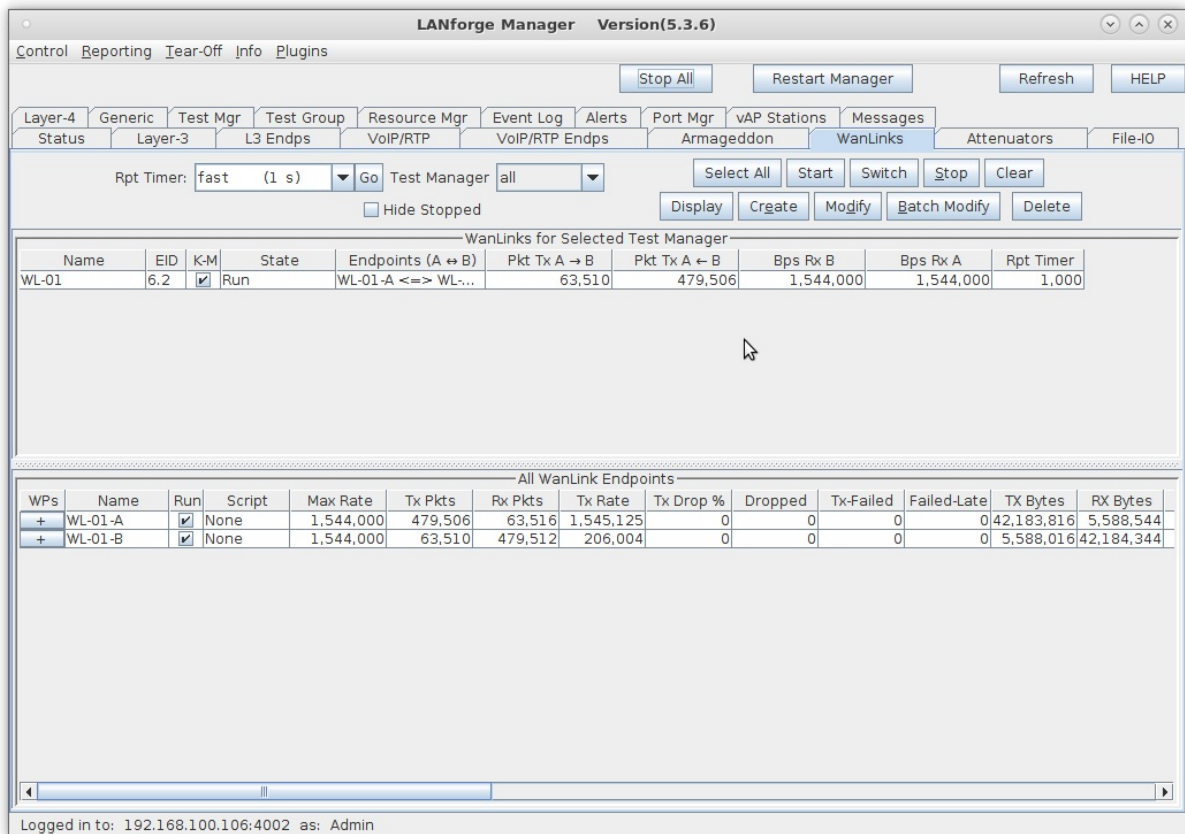 LANforge Manager Version(5.3.6)
Control Reporting Tear-Off Info Plugins
Stop All Restart Manager Refresh HELP
Layer-4 Generic Test Mgr Test Group Resource Mgr Event Log Alerts Port Mgr vAP Stations Messages
Status Layer-3 L3 Endps VoIP/RTP VoIP/RTP Endps Armageddon WanLinks Attenuators File-IO
Rpt Timer: fast (1 s) Go Test Manager all Select All Start Switch Stop Clear
Hide Stopped Display Create Modify Batch Modify Delete
WanLinks for Selected Test Manager
Name EID K-M State Endpoints (A ↔ B) Pkt Tx A → B Pkt Tx A ← B Bps Rx B Bps Rx A Rpt Timer
WL-01 6.2 Run WL-01-A <=> WL-... 63,510 479,506 1,544,000 1,544,000 1,000
All WanLink Endpoints
WPs Name Run Script Max Rate Tx Pkts Rx Pkts Tx Rate Tx Drop % Dropped Tx-Failed Failed-Late TX Bytes RX Bytes
+ WL-01-A None 1,544,000 479,506 63,516 1,545,125 0 0 0 0 42,183,816 5,588,544
+ WL-01-B None 1,544,000 63,510 479,512 206,004 0 0 0 0 5,588,016 42,184,344
Logged in to: 192.168.100.106:4002 as: Admin